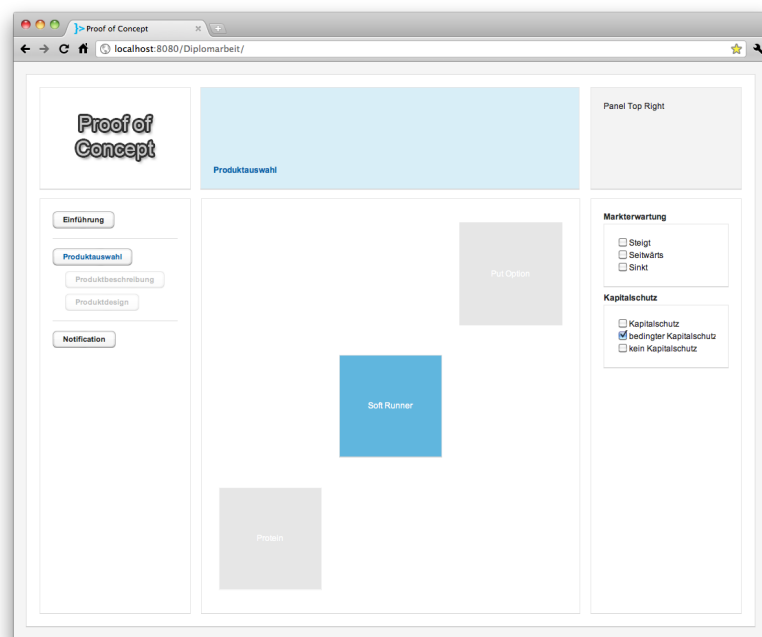 }> Proof of Concept
localhost:8080/Diplomarbeit/
Proof of
Concept
Produktauswahl
Panel Top Right
Einführung
Produktauswahl
Produktbeschreibung
Produktdesign
Notification
Put Option
Soft Runner
Protein
Markterwartung
Steigt
Seitwärts
Sinkt
Kapitalschutz
Kapitalschutz
bedingter Kapitalschutz
kein Kapitalschutz